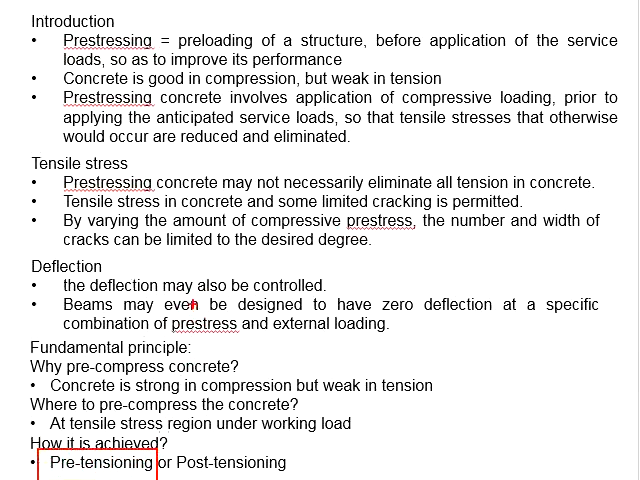 Introduction
• Prestressing = preloading of a structure, before application of the service
loads, so as to improve its performance
• Concrete is good in compression, but weak in tension
• Prestressing concrete involves application of compressive loading, prior to
applying the anticipated service loads, so that tensile stresses that otherwise
would occur are reduced and eliminated.
Tensile stress
• Prestressing concrete may not necessarily eliminate all tension in concrete.
• Tensile stress in concrete and some limited cracking is permitted.
• By varying the amount of compressive prestress, the number and width of
cracks can be limited to the desired degree.
Deflection
• the deflection may also be controlled.
• Beams may even be designed to have zero deflection at a specific
combination of prestress and external loading.
Fundamental principle:
Why pre-compress concrete?
• Concrete is strong in compression but weak in tension
Where to pre-compress the concrete?
• At tensile stress region under working load
How it is achieved?
• Pre-tensioning or Post-tensioning